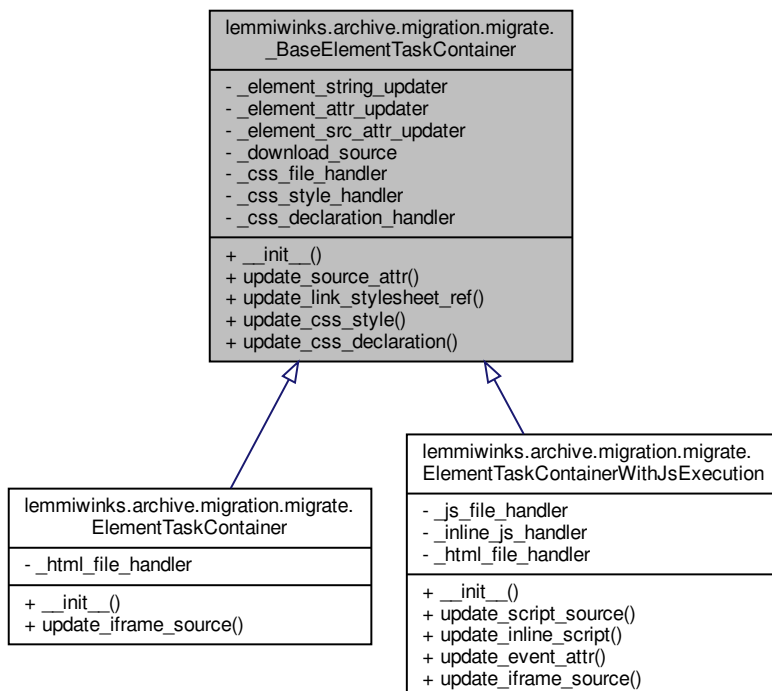 lemmiwinks.archive.migration.migrate.
_BaseElementTaskContainer
- _element_string_updater
- _element_attr_updater
- _element_src_attr_updater
- _download_source
- _css_file_handler
- _css_style_handler
- _css_declaration_handler
+ __init__()
+ update_source_attr()
+ update_link_stylesheet_ref()
+ update_css_style()
+ update_css_declaration()
lemmiwinks.archive.migration.migrate.
ElementTaskContainer
- _html_file_handler
+ __init__()
+ update_iframe_source()
lemmiwinks.archive.migration.migrate.
ElementTaskContainerWithJsExecution
- _js_file_handler
- _inline_js_handler
- _html_file_handler
+ __init__()
+ update_script_source()
+ update_inline_script()
+ update_event_attr()
+ update_iframe_source()